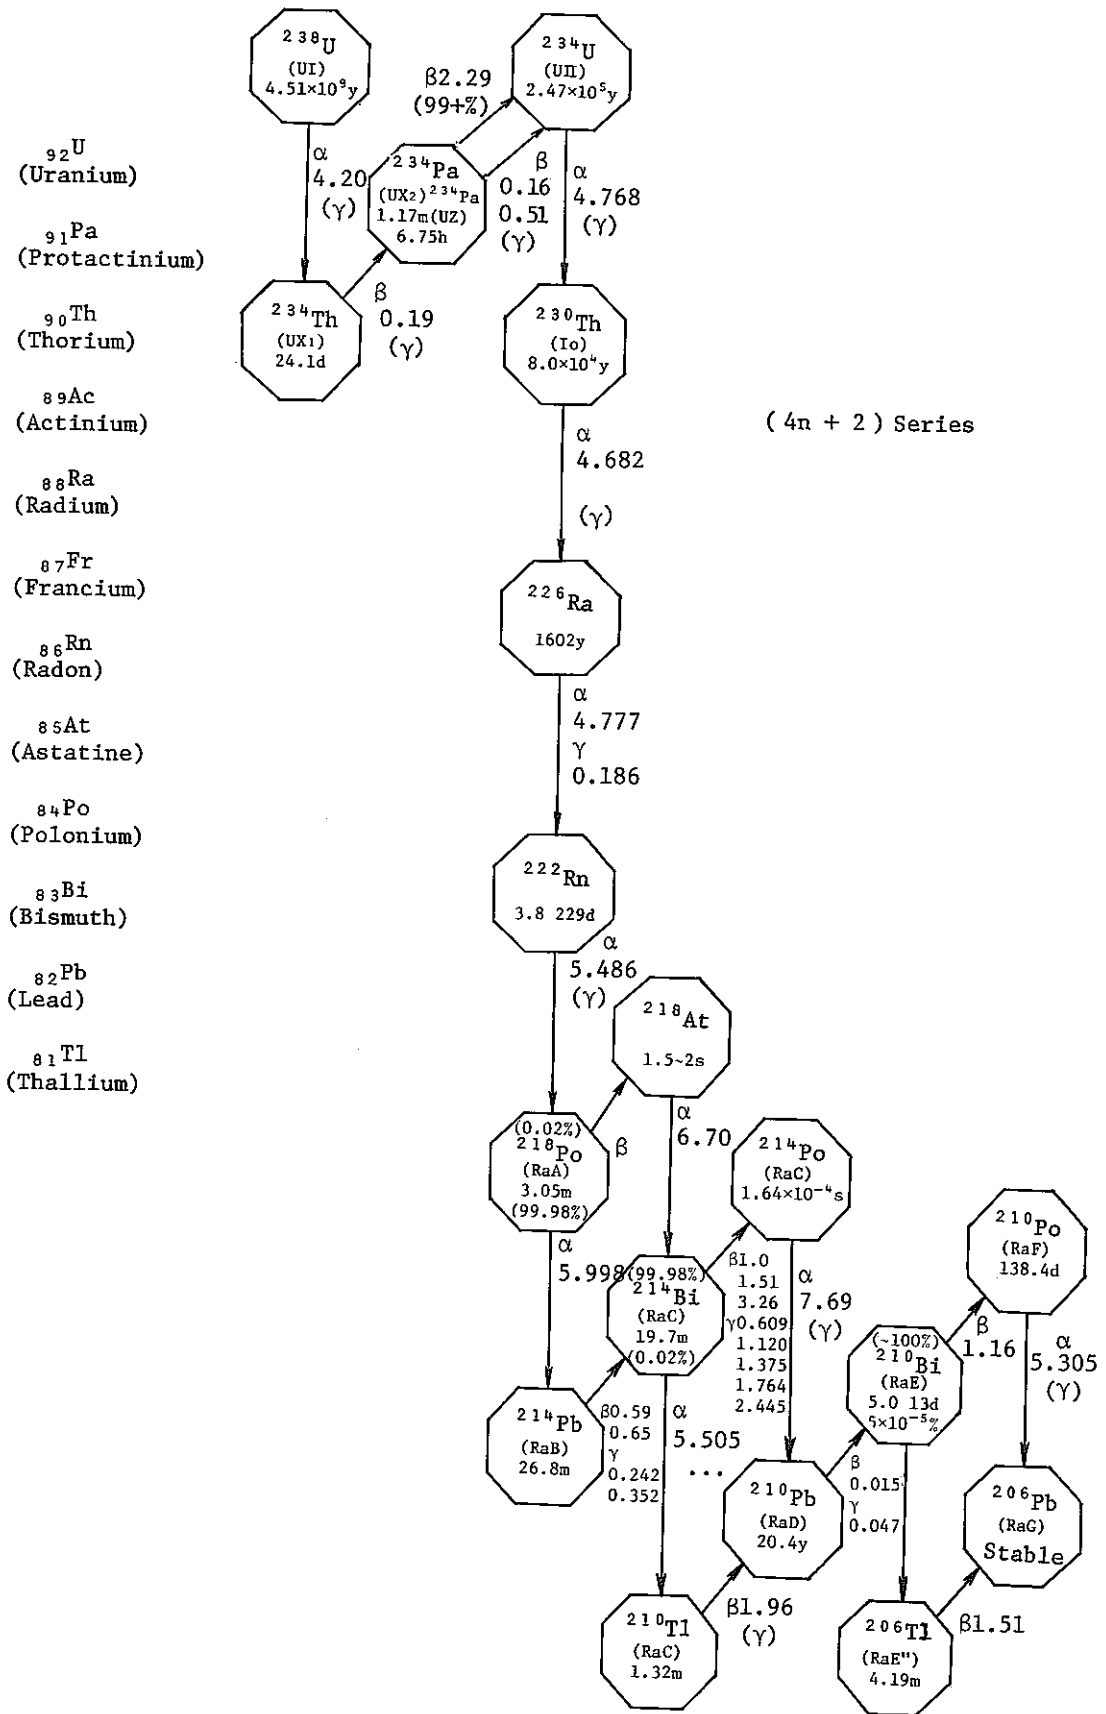 92U
(Uranium)
91Pa
(Protactinium)
90Th
(Thorium)
89Ac
(Actinium)
88Ra
(Radium)
87Fr
(Francium)
86Rn
(Radon)
85At
(Astatine)
84Po
(Polonium)
83Bi
(Bismuth)
82Pb
(Lead)
81Tl
(Thallium)
(4n + 2) Series
238U
(UI)
4.51×10⁹y
α
4.20
(γ)
234Th
(UX1)
24.1d
β
0.19
(γ)
234Pa
(UX2)234Pa
1.17m(UZ)
6.75h
β2.29
(99+%)
β
0.16
0.51
(γ)
234U
(UII)
2.47×10⁵y
α
4.768
(γ)
230Th
(Io)
8.0×10⁴y
α
4.682
(γ)
226Ra
1602y
α
4.777
γ
0.186
222Rn
3.8 229d
α
5.486
(γ)
218At
1.5~2s
α
6.70
(0.02%)
218Po
(RaA)
3.05m
(99.98%)
β
α
5.998
214Pb
(RaB)
26.8m
β0.59
0.65
γ
0.242
0.352
(99.98%)
214Bi
(RaC)
19.7m
(0.02%)
β1.0
1.51
3.26
γ0.609
1.120
1.375
1.764
2.445
α
5.505
...
214Po
(RaC)
1.64×10⁻⁴s
α
7.69
(γ)
210Tl
(RaC)
1.32m
β1.96
(γ)
210Pb
(RaD)
20.4y
β
0.015
γ
0.047
(~100%)
210Bi
(RaE)
5.0 13d
5×10⁻⁵%
β
1.16
210Po
(RaF)
138.4d
α
5.305
(γ)
206Tl
(RaE")
4.19m
β1.51
206Pb
(RaG)
Stable